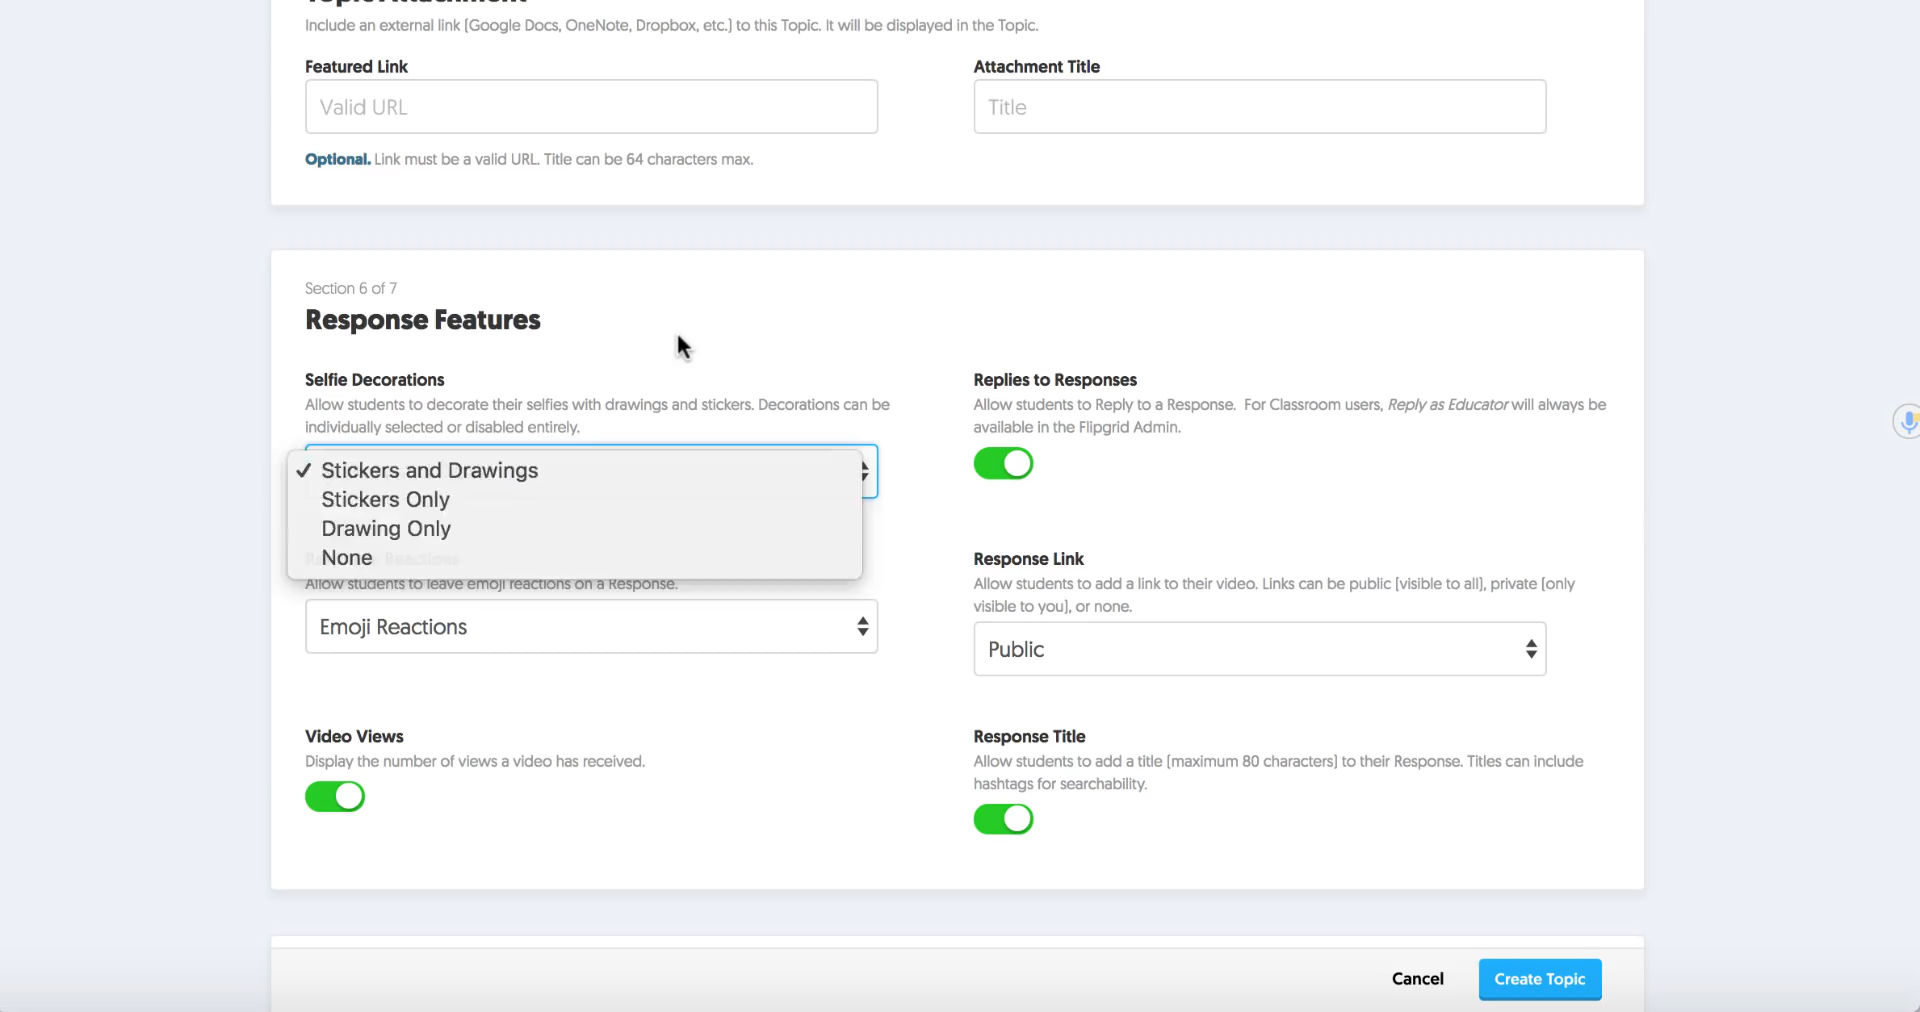 Topic Attachment
Include an external link (Google Docs, OneNote, Dropbox, etc.) to this Topic. It will be displayed in the Topic.
Featured Link
Attachment Title
Valid URL
Title
Optional. Link must be a valid URL. Title can be 64 characters max.
Section 6 of 7
Response Features
Selfie Decorations
Replies to Responses
Allow students to decorate their selfies with drawings and stickers. Decorations can be
individually selected or disabled entirely.
Allow students to Reply to a Response. For Classroom users, Reply as Educator will always be
available in the Flipgrid Admin.
✓ Stickers and Drawings
Stickers Only
Drawing Only
None
Reactions
Allow students to leave emoji reactions on a Response.
Emoji Reactions
Response Link
Allow students to add a link to their video. Links can be public (visible to all), private (only
visible to you), or none.
Public
Video Views
Display the number of views a video has received.
Response Title
Allow students to add a title (maximum 80 characters) to their Response. Titles can include
hashtags for searchability.
Cancel
Create Topic